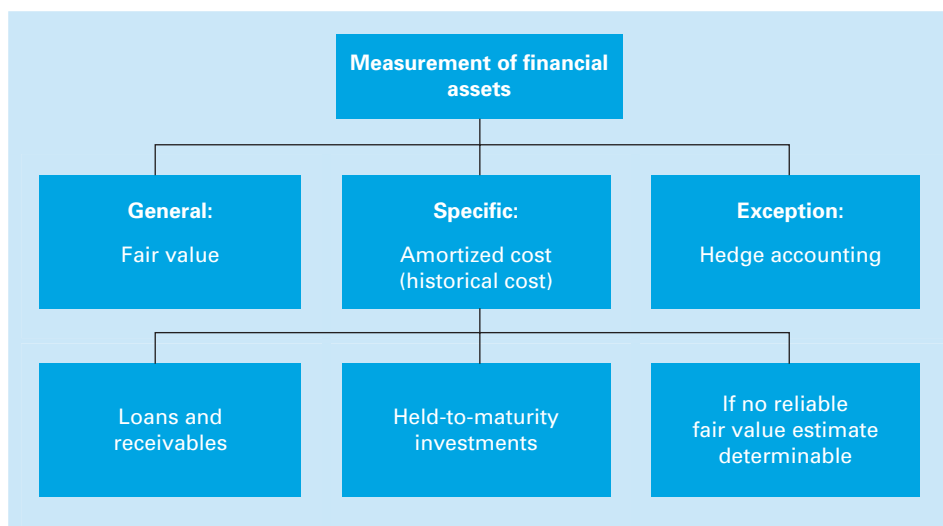 Measurement of financial
assets
General:
Fair value
Specific:
Amortized cost
(historical cost)
Exception:
Hedge accounting
Loans and
receivables
Held-to-maturity
investments
If no reliable
fair value estimate
determinable